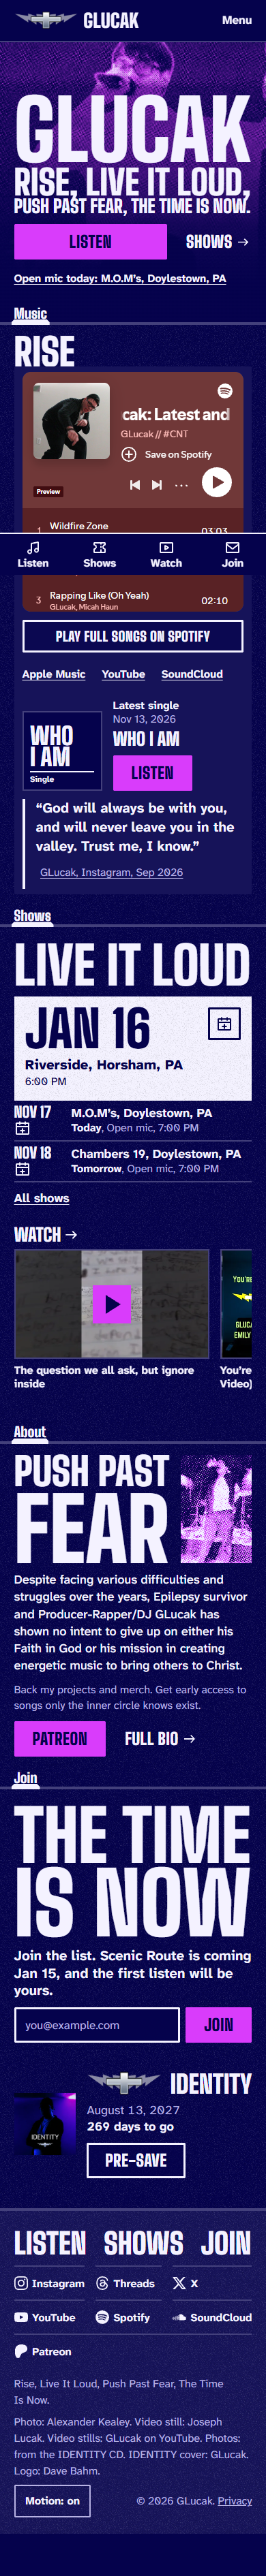 GLUCAK
Menu
GLUCAK
RISE, LIVE IT LOUD,
PUSH PAST FEAR, THE TIME IS NOW.
LISTEN
SHOWS →
Open mic today: M.O.M's, Doylestown, PA
Music
RISE
cak: Latest and
GLucak // #CNT
Save on Spotify
Preview
1 Wildfire Zone 03:03
Listen
Shows
Watch
Join
3 Rapping Like (Oh Yeah)
GLucak, Micah Haun
02:10
PLAY FULL SONGS ON SPOTIFY
Apple Music
YouTube
SoundCloud
WHO
I AM
Single
Latest single
Nov 13, 2026
WHO I AM
LISTEN
“God will always be with you,
and will never leave you in the
valley. Trust me, I know.”
GLucak, Instagram, Sep 2026
Shows
LIVE IT LOUD
JAN 16
Riverside, Horsham, PA
6:00 PM
NOV 17
M.O.M's, Doylestown, PA
Today, Open mic, 7:00 PM
NOV 18
Chambers 19, Doylestown, PA
Tomorrow, Open mic, 7:00 PM
All shows
WATCH →
The question we all ask, but ignore
inside
YOU'RE
GLUCA
EMILY
You're
Video)
About
PUSH PAST
FEAR
Despite facing various difficulties and
struggles over the years, Epilepsy survivor
and Producer-Rapper/DJ GLucak has
shown no intent to give up on either his
Faith in God or his mission in creating
energetic music to bring others to Christ.
Back my projects and merch. Get early access to
songs only the inner circle knows exist.
PATREON
FULL BIO →
Join
THE TIME
IS NOW
Join the list. Scenic Route is coming
Jan 15, and the first listen will be
yours.
you@example.com
JOIN
IDENTITY
IDENTITY
August 13, 2027
269 days to go
PRE-SAVE
LISTEN
SHOWS
JOIN
Instagram
Threads
X
YouTube
Spotify
SoundCloud
Patreon
Rise, Live It Loud, Push Past Fear, The Time
Is Now.
Photo: Alexander Kealey. Video still: Joseph
Lucak. Video stills: GLucak on YouTube. Photos:
from the IDENTITY CD. IDENTITY cover: GLucak.
Logo: Dave Bahm.
Motion: on
© 2026 GLucak. Privacy